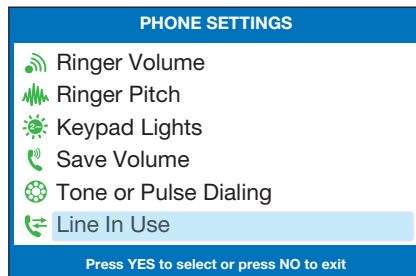 PHONE SETTINGS
Ringer Volume
Ringer Pitch
Keypad Lights
Save Volume
Tone or Pulse Dialing
Line In Use
Press YES to select or press NO to exit